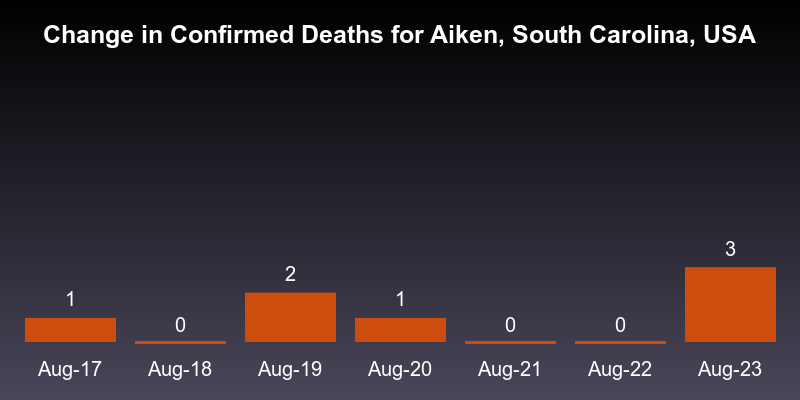 Change in Confirmed Deaths for Aiken, South Carolina, USA
1 0 2 1 0 0 3
Aug-17 Aug-18 Aug-19 Aug-20 Aug-21 Aug-22 Aug-23